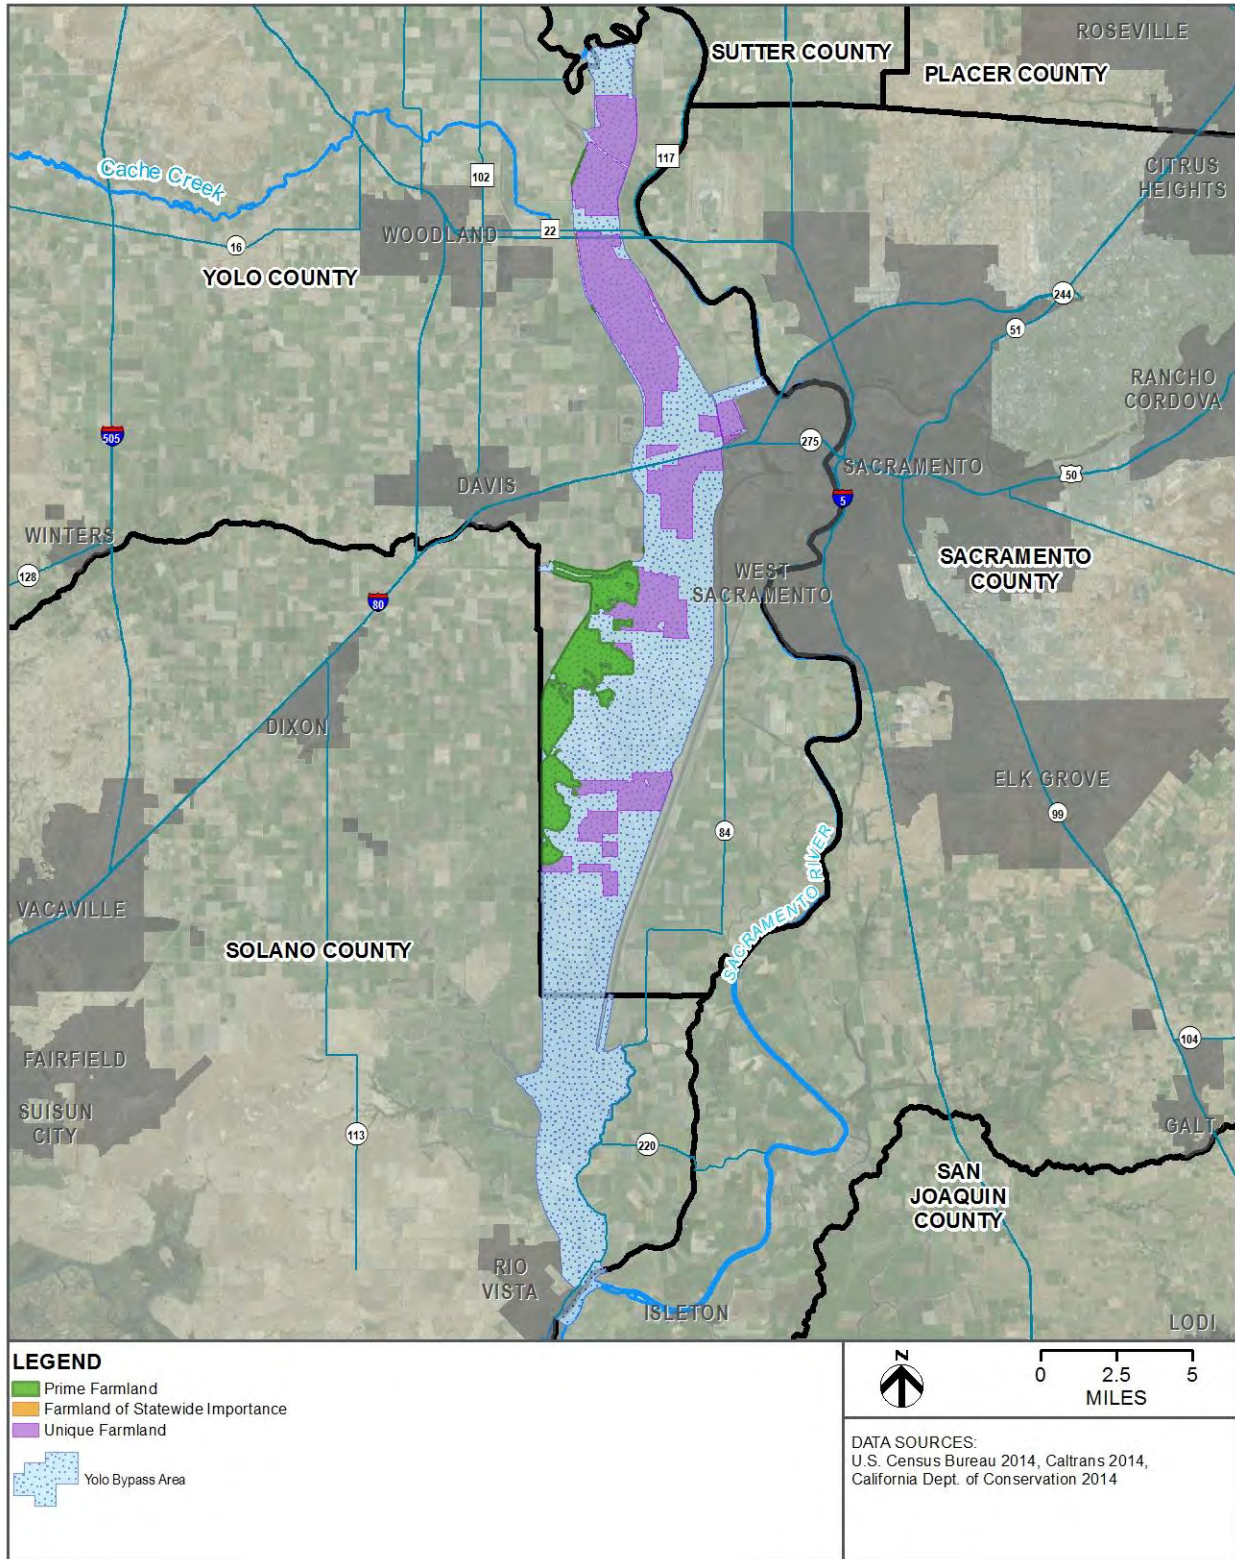 ROSEVILLE
SUTTER COUNTY
PLACER COUNTY
117
Cache Creek
102
CITRUS
HEIGHTS
22
WOODLAND
16
YOLO COUNTY
244
51
RANCHO
CORDOVA
505
275
SACRAMENTO
50
DAVIS
5
WINTERS
128
SACRAMENTO
COUNTY
WEST
SACRAMENTO
80
DIXON
ELK GROVE
99
84
SACRAMENTO RIVER
VACAVILLE
SOLANO COUNTY
FAIRFIELD
104
SUISUN
CITY
113
220
GALT
SAN
JOAQUIN
COUNTY
RIO
VISTA
ISLETON
LODI
LEGEND
Prime Farmland
Farmland of Statewide Importance
Unique Farmland
Yolo Bypass Area
N
0 2.5 5
MILES
DATA SOURCES:
U.S. Census Bureau 2014, Caltrans 2014,
California Dept. of Conservation 2014